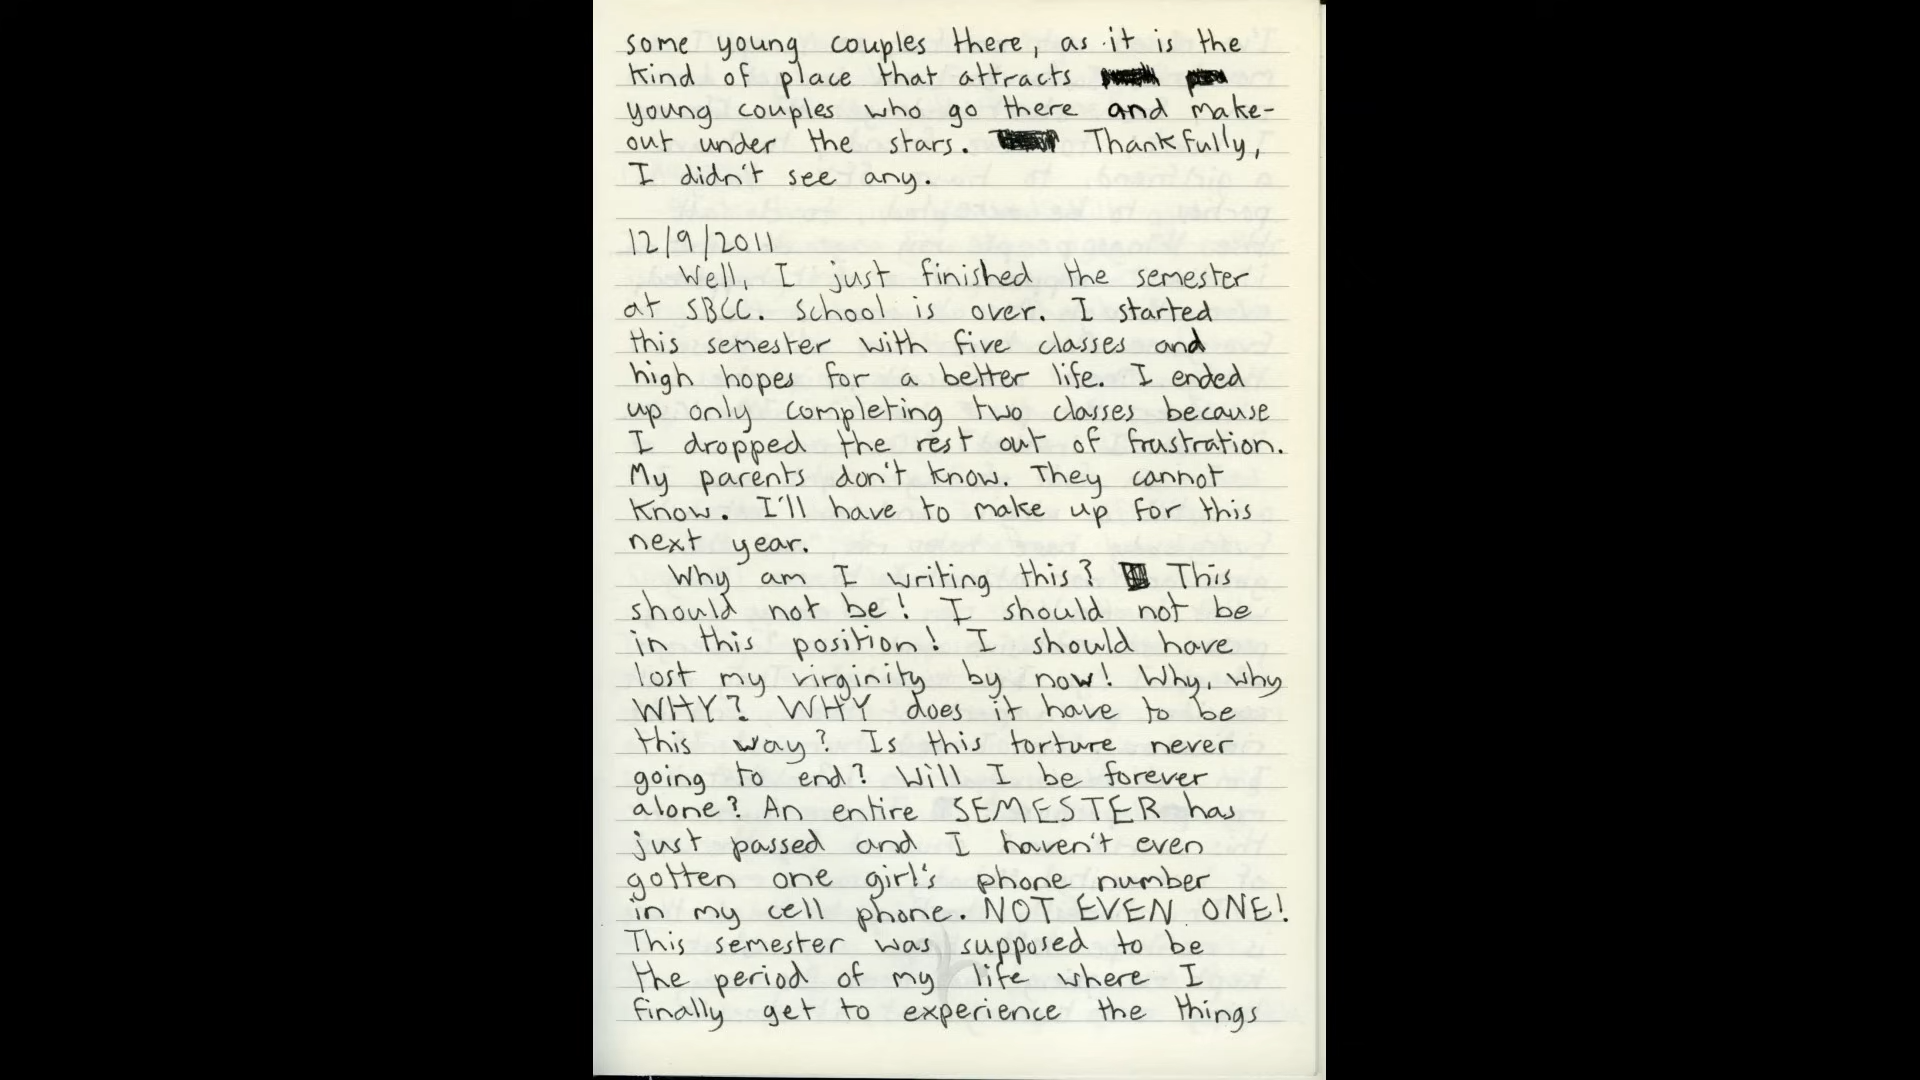 some young couples there, as it is the
kind of place that attracts
young couples who go there and make-
out under the stars. Thankfully,
I didn't see any.
12/9/2011
Well, I just finished the semester
at SBCC. School is over. I started
this semester with five classes and
high hopes for a better life. I ended
up only completing two classes because
I dropped the rest out of frustration.
My parents don't know. They cannot
know. I'll have to make up for this
next year.
Why am I writing this? This
should not be! I should not be
in this position! I should have
lost my virginity by now! Why, why
WHY? WHY does it have to be
this way? Is this torture never
going to end? Will I be forever
alone? An entire SEMESTER has
just passed and I haven't even
gotten one girl's phone number
in my cell phone. NOT EVEN ONE!
This semester was supposed to be
the period of my life where I
finally get to experience the things